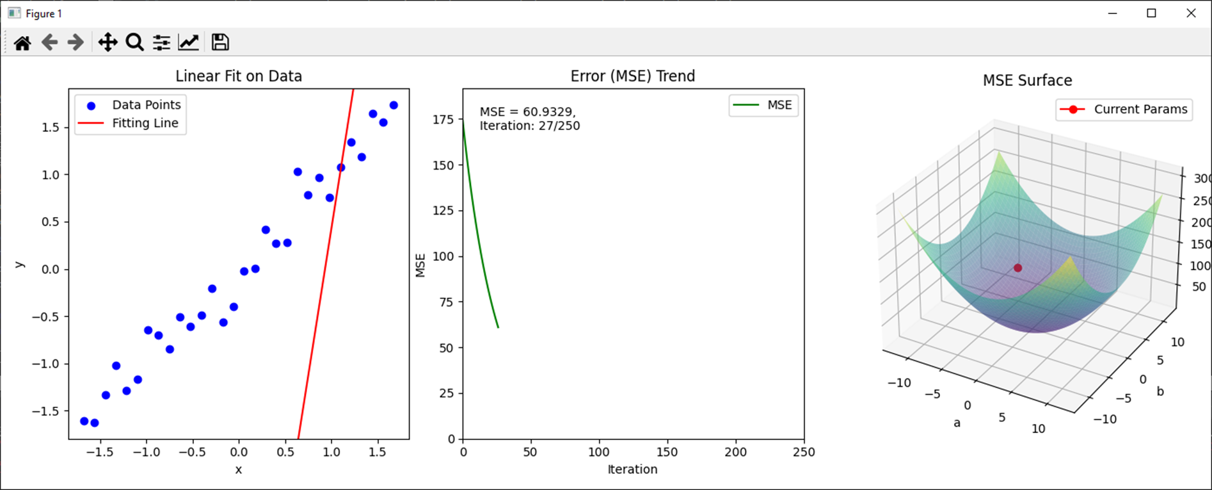 Figure 1
Linear Fit on Data
Data Points
Fitting Line
1.5
1.0
0.5
0.0
−0.5
−1.0
−1.5
y
−1.5 −1.0 −0.5 0.0 0.5 1.0 1.5
x
Error (MSE) Trend
MSE = 60.9329,
Iteration: 27/250
MSE
175
150
125
100
75
50
25
0
MSE
0 50 100 150 200 250
Iteration
MSE Surface
Current Params
300
250
200
150
100
50
−10 −5 0 5 10
a
−10 −5 0 5 10
b